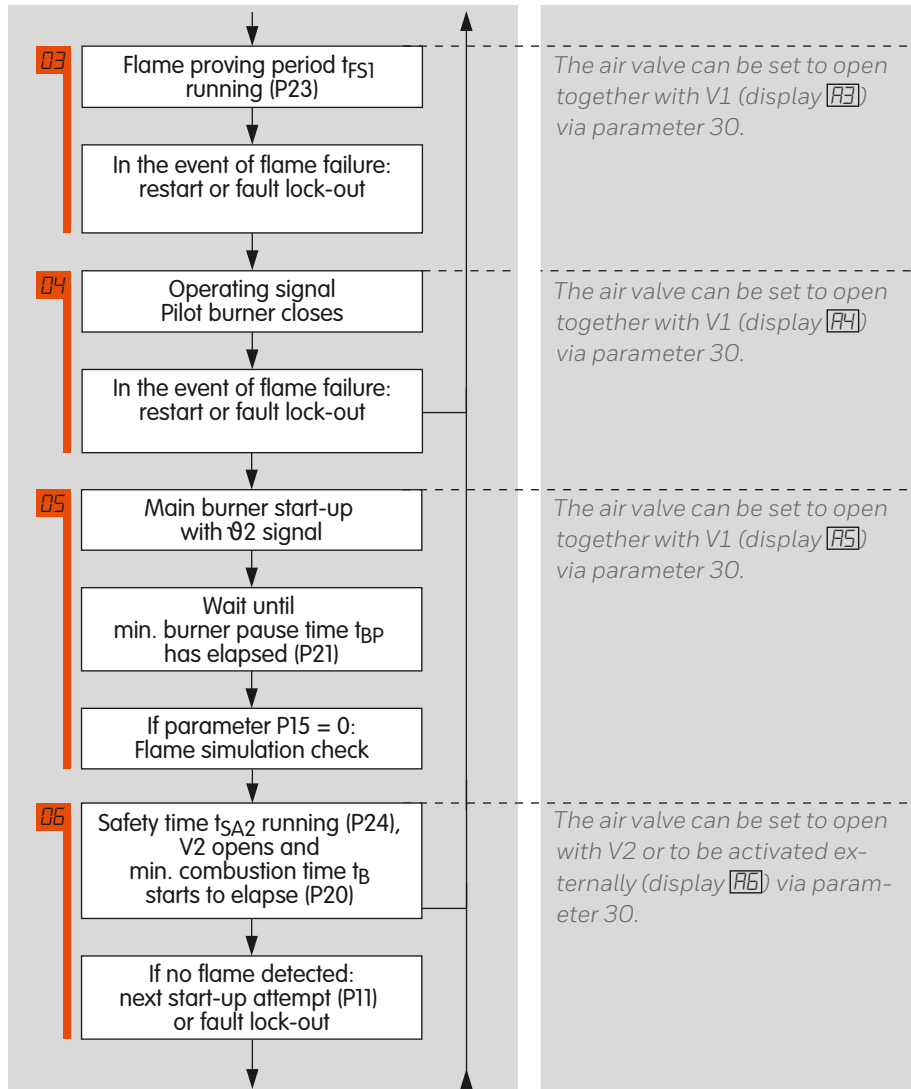 03
Flame proving period tFS1
running (P23)
The air valve can be set to open
together with V1 (display A3)
via parameter 30.
In the event of flame failure:
restart or fault lock-out
04
Operating signal
Pilot burner closes
The air valve can be set to open
together with V1 (display A4)
via parameter 30.
In the event of flame failure:
restart or fault lock-out
05
Main burner start-up
with ϑ2 signal
The air valve can be set to open
together with V1 (display A5)
via parameter 30.
Wait until
min. burner pause time tBP
has elapsed (P21)
If parameter P15 = 0:
Flame simulation check
06
Safety time tSA2 running (P24),
V2 opens and
min. combustion time tB
starts to elapse (P20)
The air valve can be set to open
with V2 or to be activated ex-
ternally (display A6) via param-
eter 30.
If no flame detected:
next start-up attempt (P11)
or fault lock-out